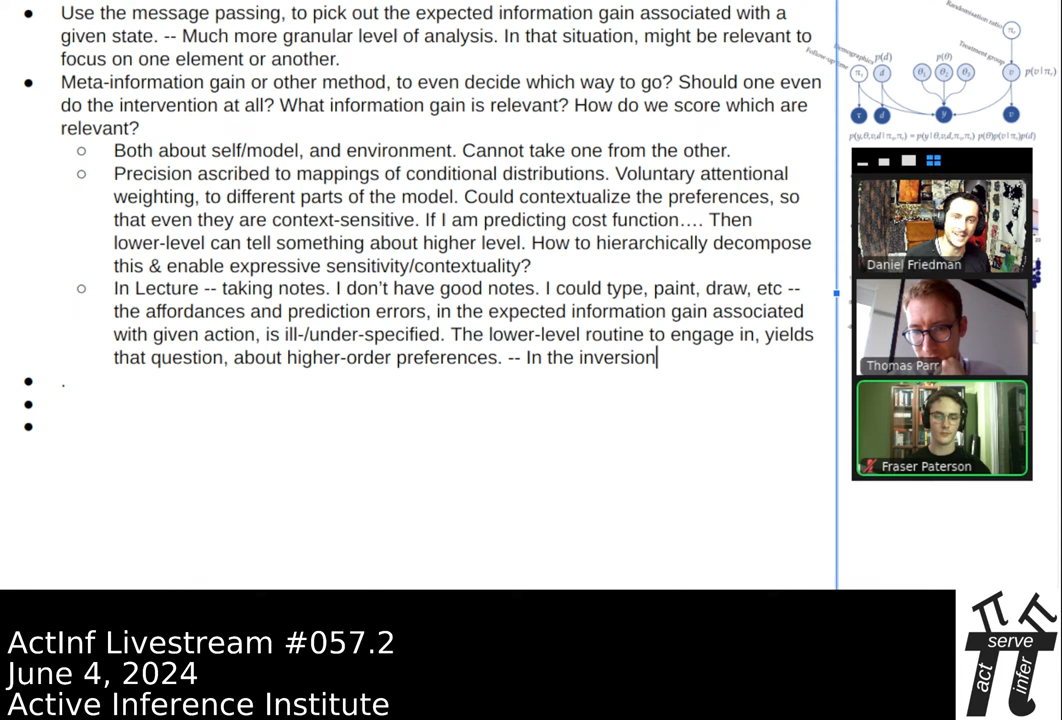 Use the message passing, to pick out the expected information gain associated with a
given state. -- Much more granular level of analysis. In that situation, might be relevant to
focus on one element or another.
Meta-information gain or other method, to even decide which way to go? Should one even
do the intervention at all? What information gain is relevant? How do we score which are
relevant?
Both about self/model, and environment. Cannot take one from the other.
Precision ascribed to mappings of conditional distributions. Voluntary attentional
weighting, to different parts of the model. Could contextualize the preferences, so
that even they are context-sensitive. If I am predicting cost function…. Then
lower-level can tell something about higher level. How to hierarchically decompose
this & enable expressive sensitivity/contextuality?
In Lecture -- taking notes. I don't have good notes. I could type, paint, draw, etc --
the affordances and prediction errors, in the expected information gain associated
with given action, is ill-/under-specified. The lower-level routine to engage in, yields
that question, about higher-order preferences. -- In the inversion
.
Randomisation ratio
Treatment group
Demographics
Follow-up time
p(d)
p(θ)
p(v|πᵥ)
Daniel Friedman
Thomas Parr
Fraser Paterson
ActInf Livestream #057.2
June 4, 2024
Active Inference Institute
act
serve
infer